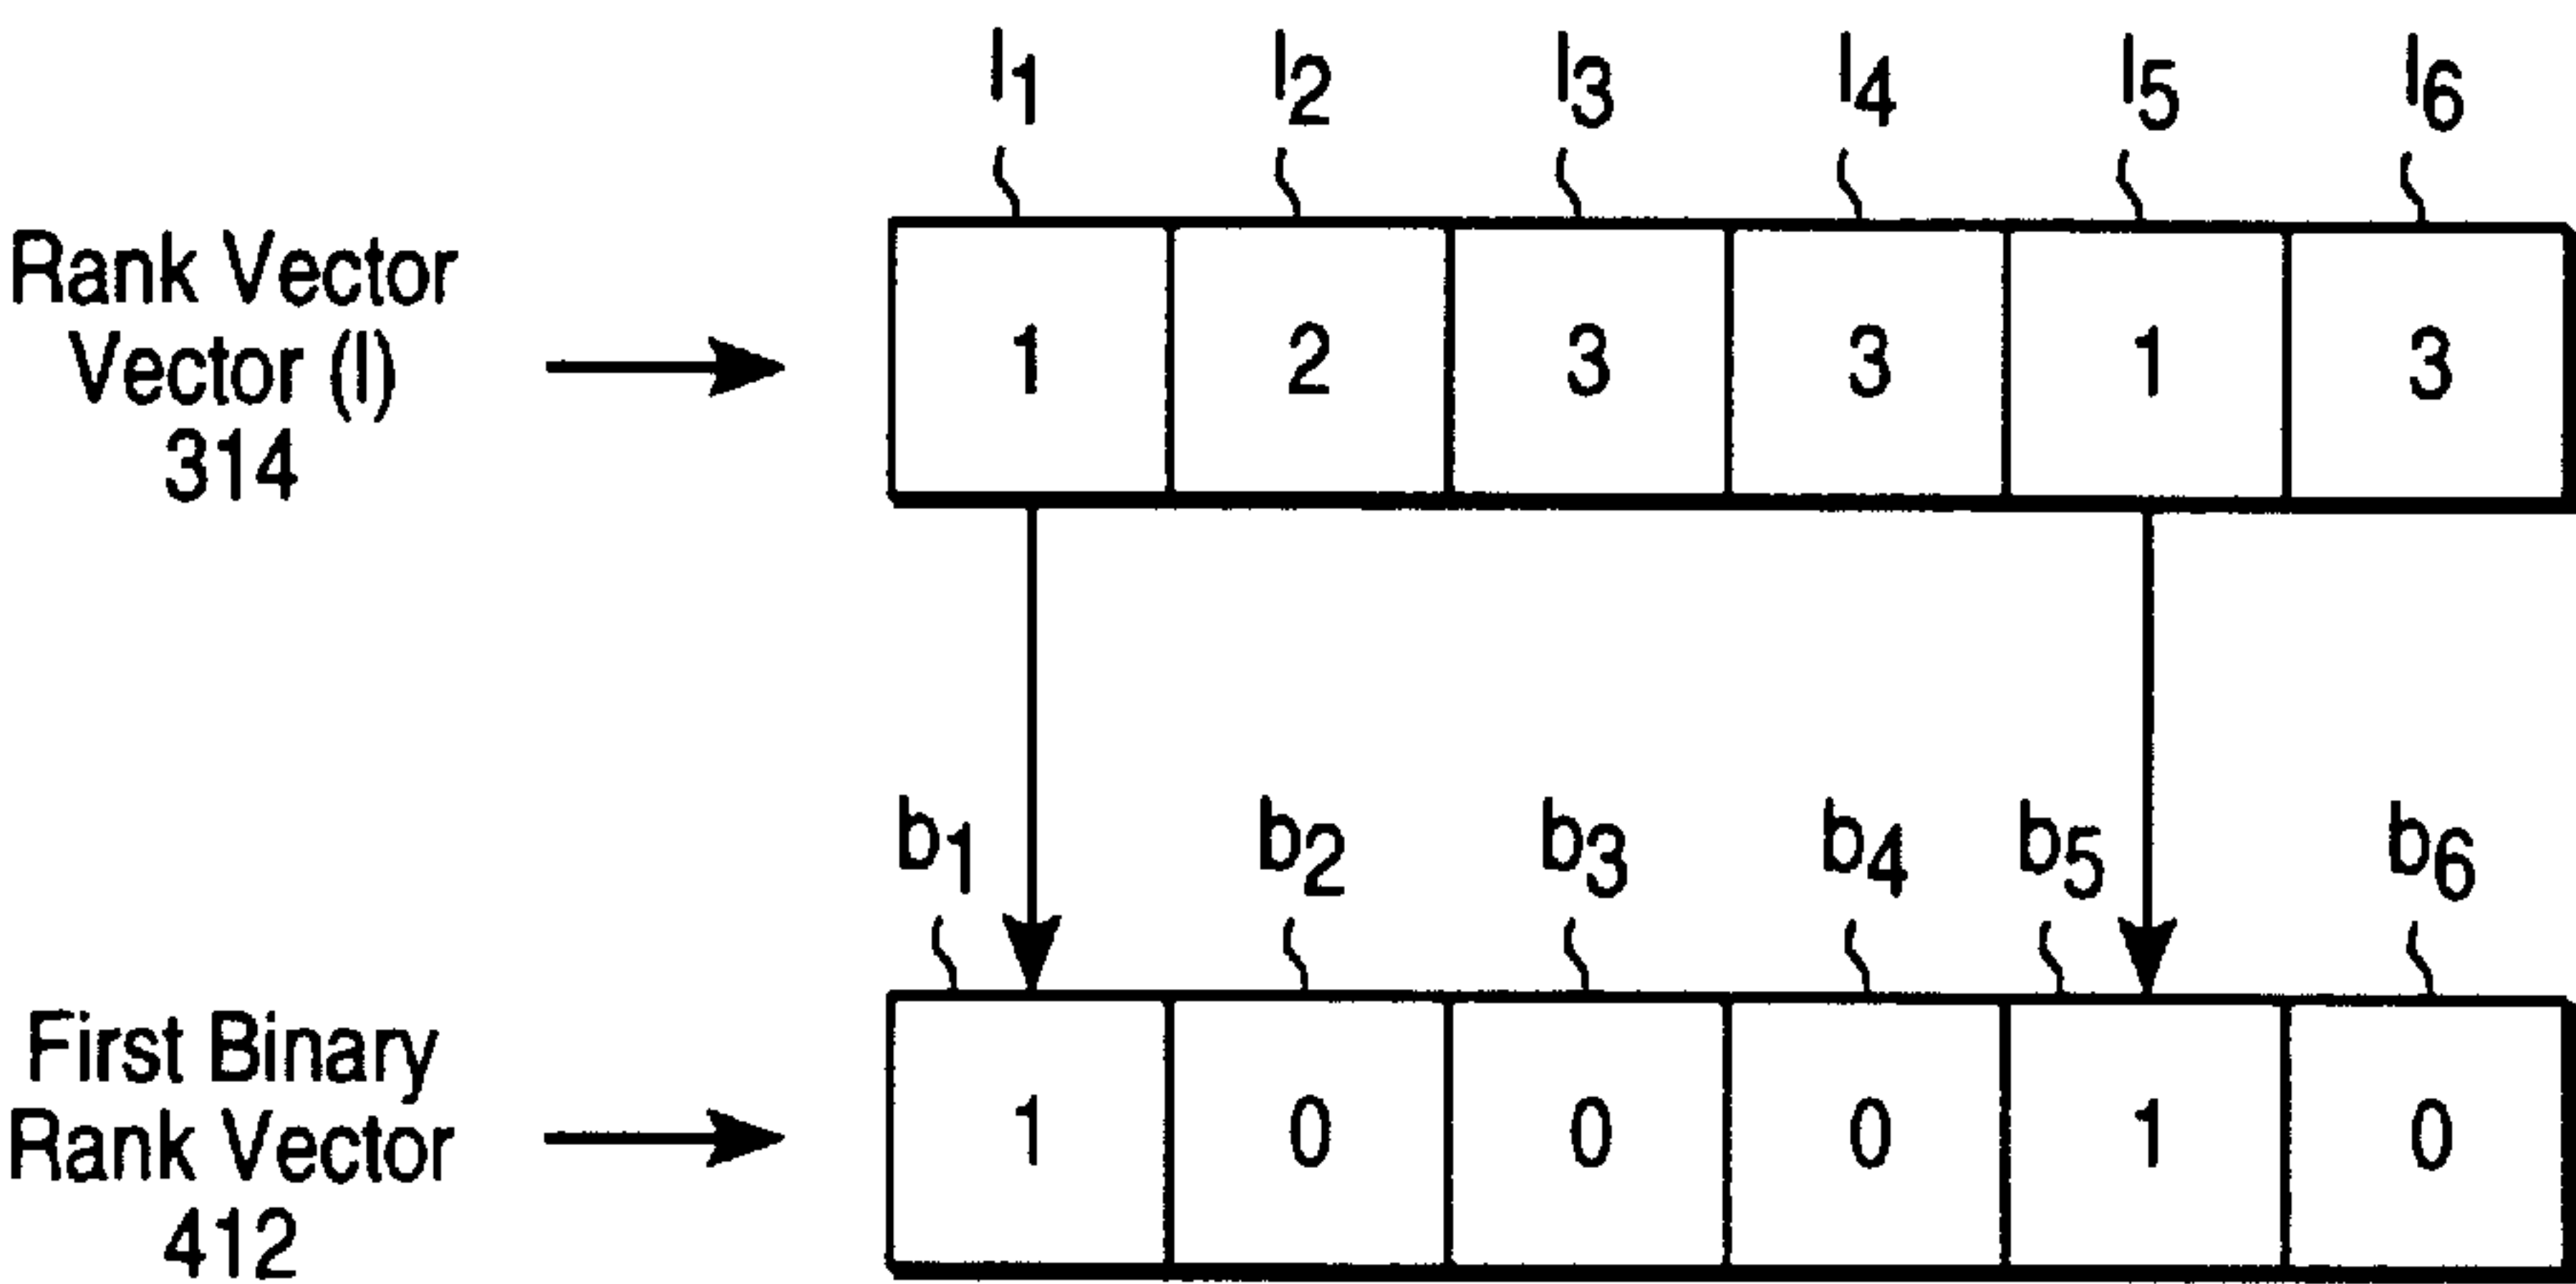 l1 l2 l3 l4 l5 l6
Rank Vector
Vector (l)
314
1 2 3 3 1 3
b1 b2 b3 b4 b5 b6
First Binary
Rank Vector
412
1 0 0 0 1 0